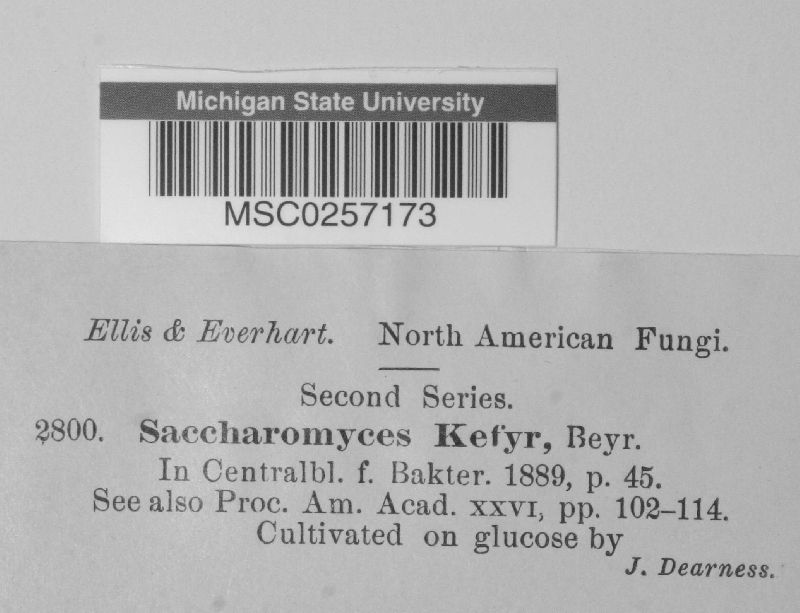 Michigan State University
MSC0257173
Ellis & Everhart. North American Fungi.
Second Series.
2800. Saccharomyces Kefyr, Beyr.
In Centralbl. f. Bakter. 1889, p. 45.
See also Proc. Am. Acad. XXVI, pp. 102–114.
Cultivated on glucose by
J. Dearness.